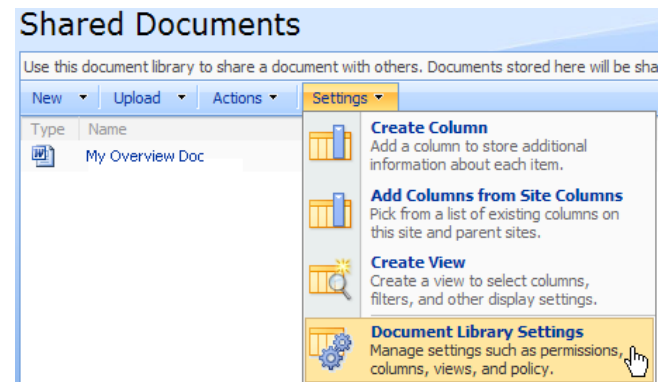 Shared Documents
Use this document library to share a document with others. Documents stored here will be sha
New Upload Actions Settings
Type Name
My Overview Doc
Create Column
Add a column to store additional
information about each item.
Add Columns from Site Columns
Pick from a list of existing columns on
this site and parent sites.
Create View
Create a view to select columns,
filters, and other display settings.
Document Library Settings
Manage settings such as permissions,
columns, views, and policy.